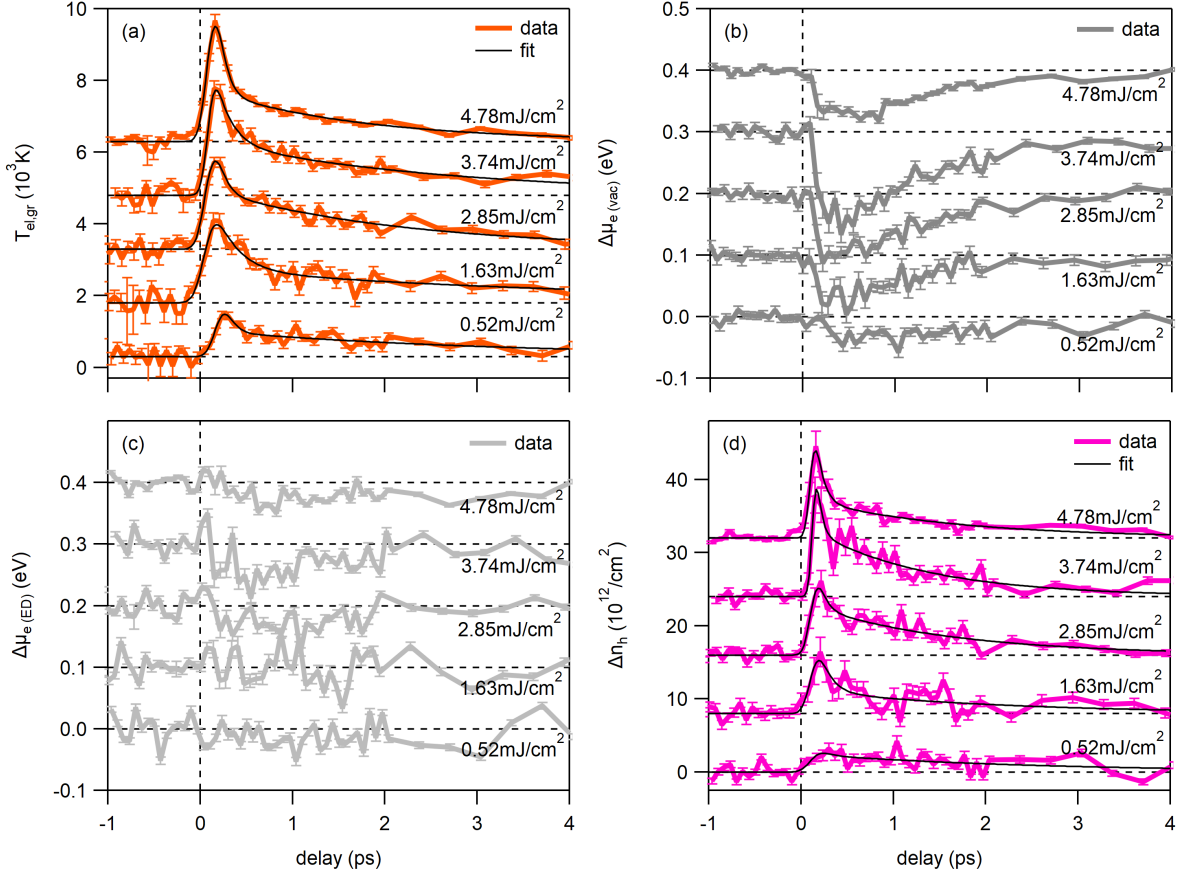 (a)
data
fit
10
8
6
4
2
0
T_el,gr (10^3 K)
4.78mJ/cm^2
3.74mJ/cm^2
2.85mJ/cm^2
1.63mJ/cm^2
0.52mJ/cm^2
-1
0
1
2
3
4
(b)
data
0.5
0.4
0.3
0.2
0.1
0.0
-0.1
Δμ_e (vac) (eV)
4.78mJ/cm^2
3.74mJ/cm^2
2.85mJ/cm^2
1.63mJ/cm^2
0.52mJ/cm^2
-1
0
1
2
3
4
(c)
data
0.4
0.3
0.2
0.1
0.0
-0.1
Δμ_e (ED) (eV)
4.78mJ/cm^2
3.74mJ/cm^2
2.85mJ/cm^2
1.63mJ/cm^2
0.52mJ/cm^2
-1
0
1
2
3
4
delay (ps)
(d)
data
fit
40
30
20
10
0
Δn_h (10^12/cm^2)
4.78mJ/cm^2
3.74mJ/cm^2
2.85mJ/cm^2
1.63mJ/cm^2
0.52mJ/cm^2
-1
0
1
2
3
4
delay (ps)